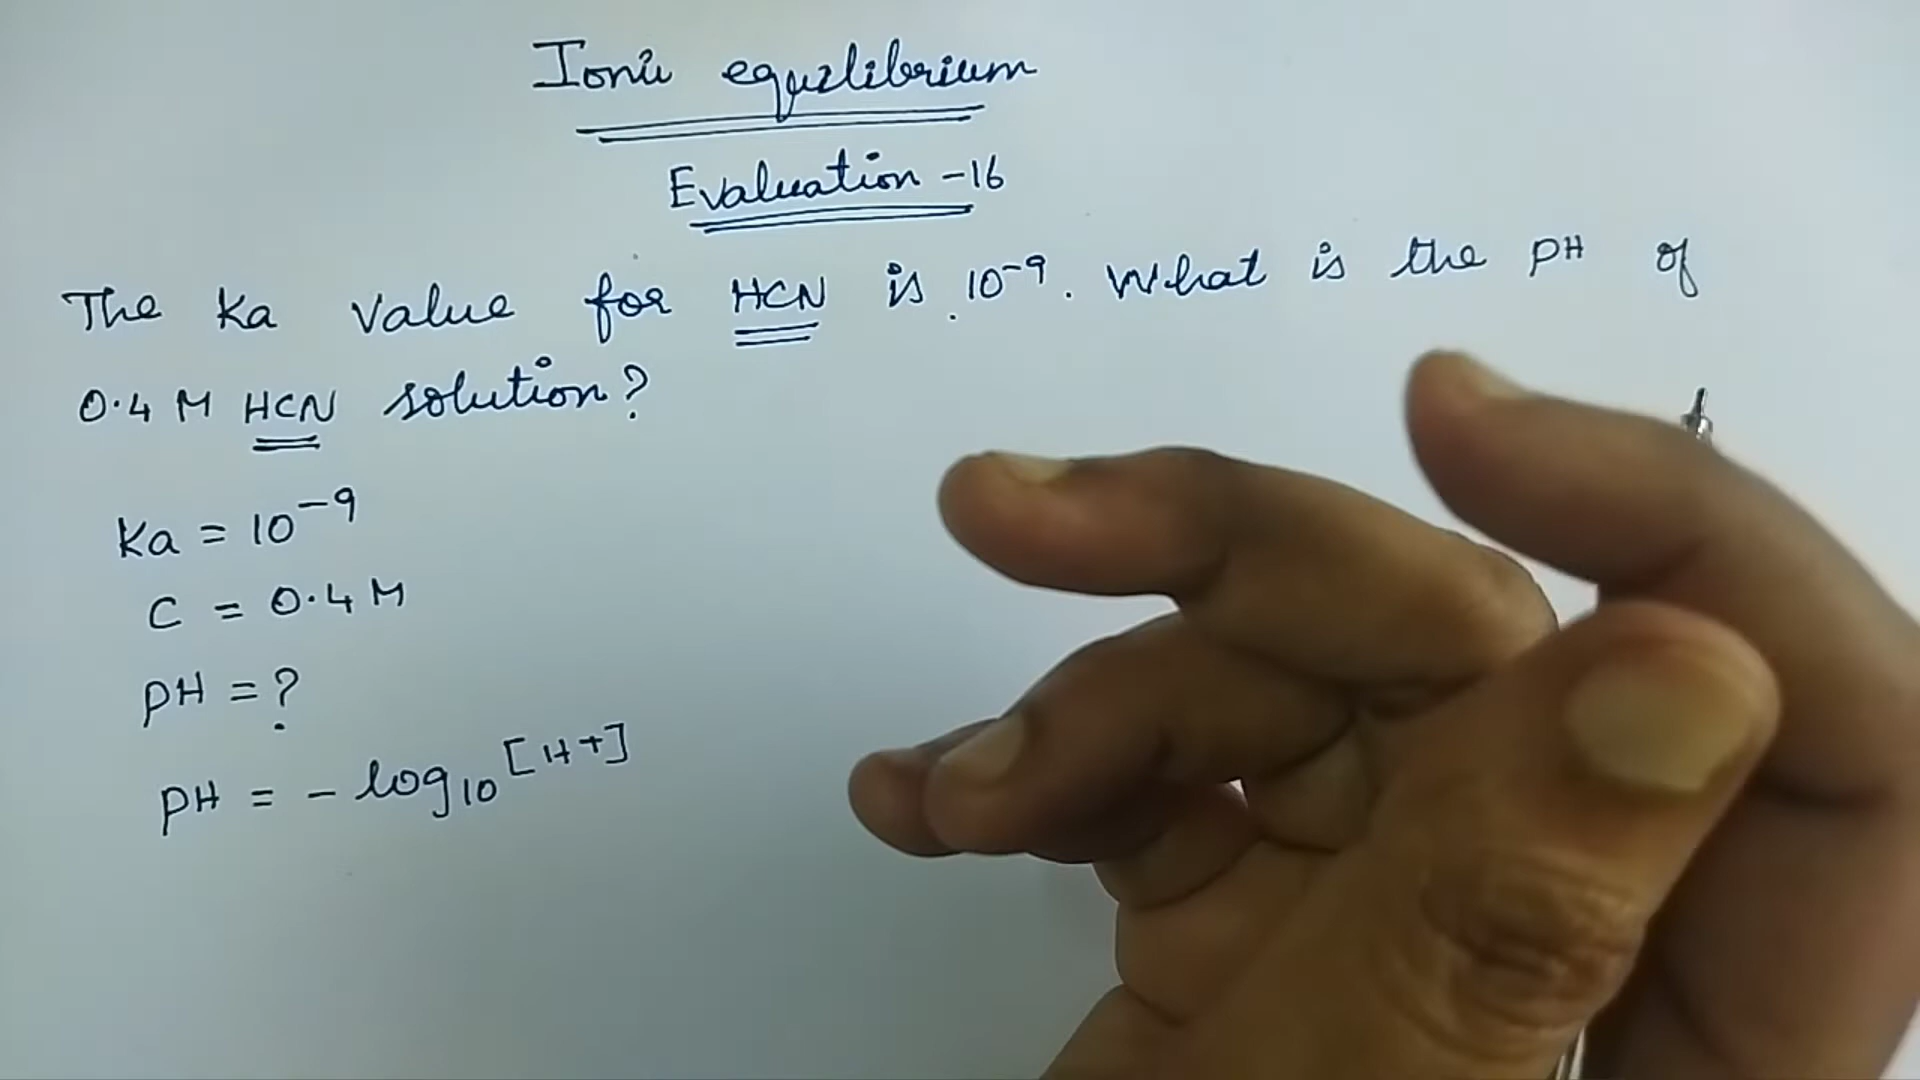 Ionic equilibrium
Evaluation -16
The Ka value for HCN is 10⁻⁹. What is the pH of
0.4 M HCN solution?
Ka = 10⁻⁹
C = 0.4 M
pH = ?
pH = - log₁₀ [H+]